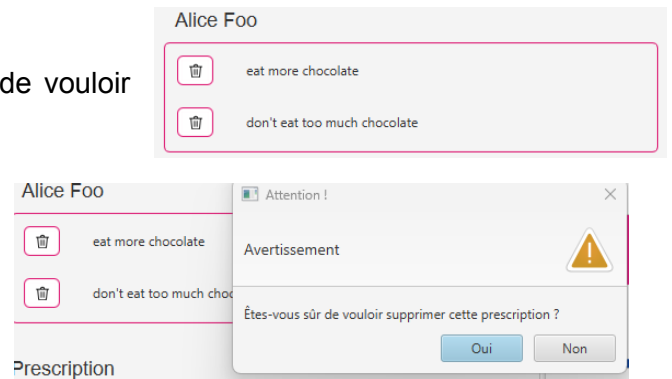 Alice Foo
de vouloir
eat more chocolate
don't eat too much chocolate
Alice Foo
eat more chocolate
don't eat too much choc
Prescription
Attention !
Avertissement
Êtes-vous sûr de vouloir supprimer cette prescription ?
Oui Non